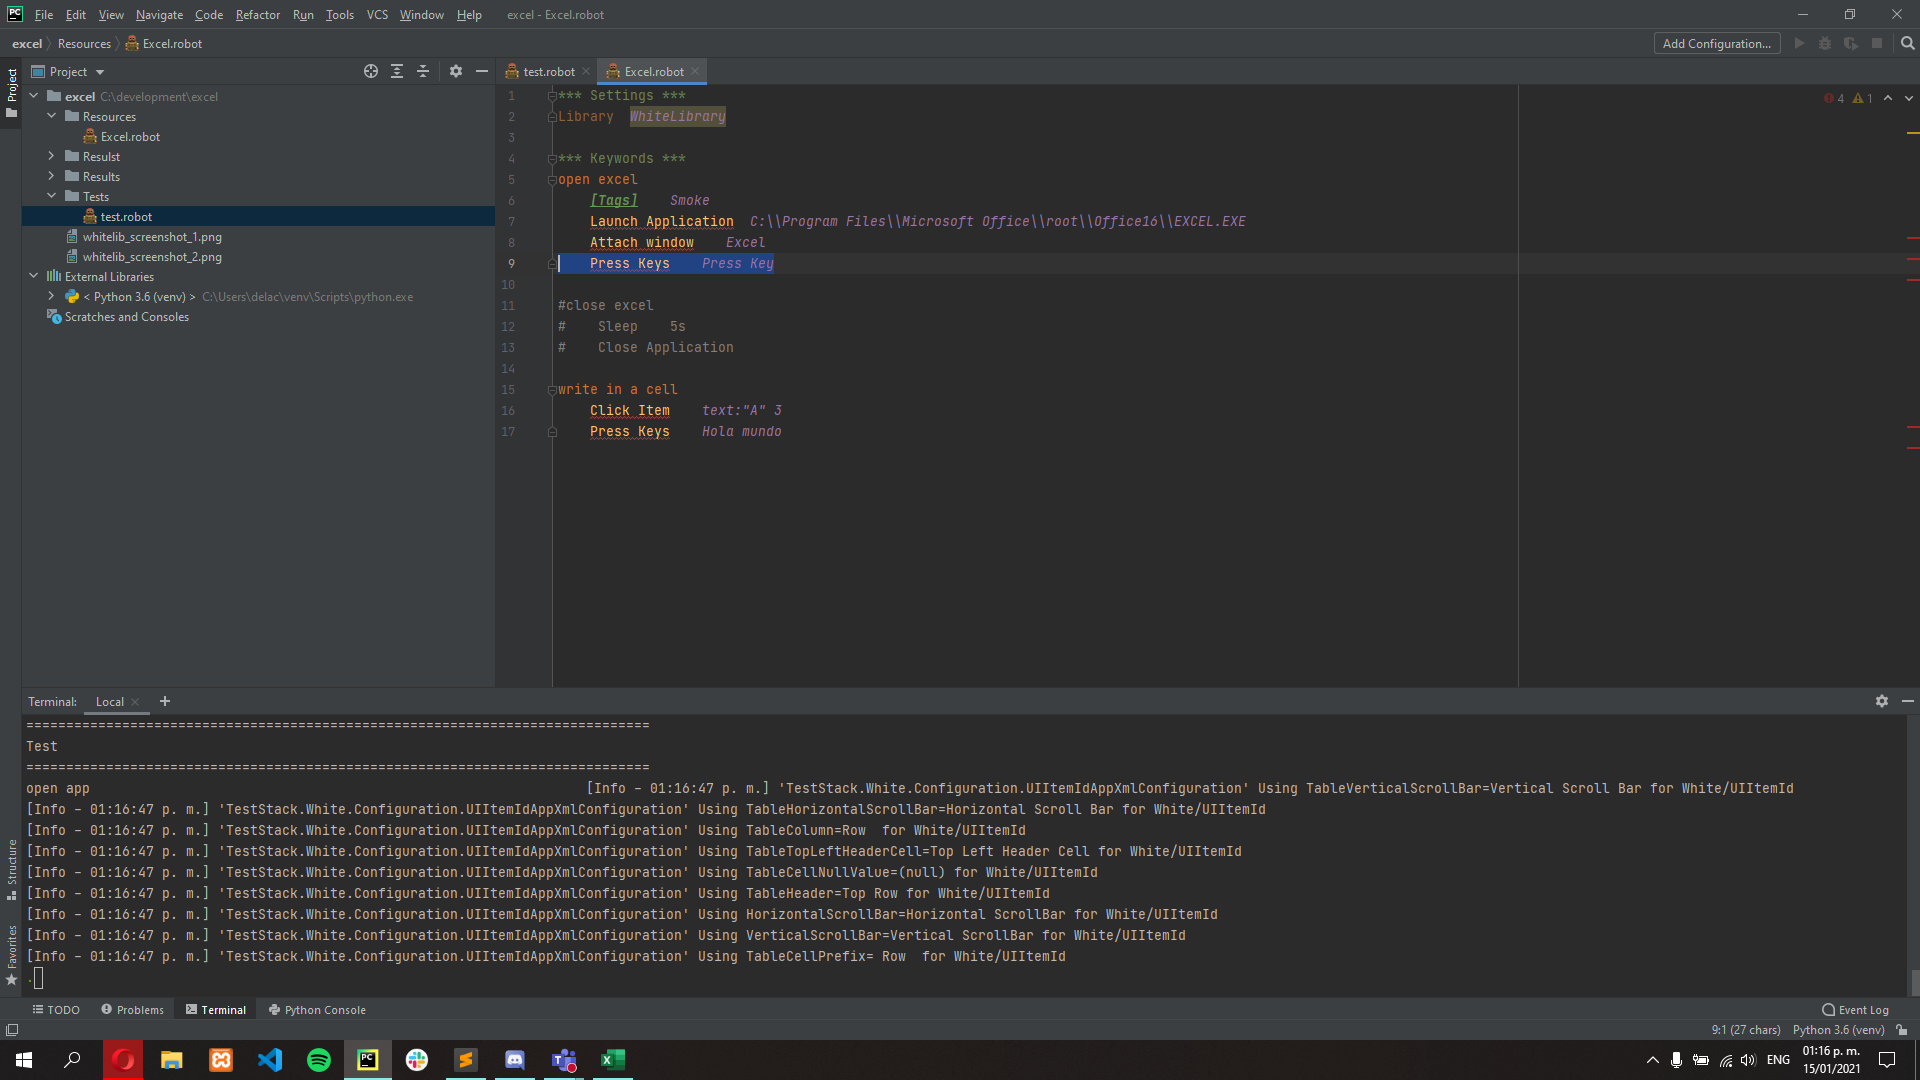 File Edit View Navigate Code Refactor Run Tools VCS Window Help excel - Excel.robot
excel Resources Excel.robot Add Configuration...
Project
Project
test.robot
Excel.robot
excel C:\development\excel
Resources
Excel.robot
Resulst
Results
Tests
test.robot
whitelib_screenshot_1.png
whitelib_screenshot_2.png
External Libraries
< Python 3.6 (venv) > C:\Users\delac\venv\Scripts\python.exe
Scratches and Consoles
4 1
1 *** Settings ***
2 Library WhiteLibrary
3
4 *** Keywords ***
5 open excel
6 [Tags] Smoke
7 Launch Application C:\\Program Files\\Microsoft Office\\root\\Office16\\EXCEL.EXE
8 Attach window Excel
9 Press Keys Press Key
10
11 #close excel
12 # Sleep 5s
13 # Close Application
14
15 write in a cell
16 Click Item text:"A" 3
17 Press Keys Hola mundo
Terminal: Local
==============================================================================
Test
==============================================================================
open app [Info - 01:16:47 p. m.] 'TestStack.White.Configuration.UIItemIdAppXmlConfiguration' Using TableVerticalScrollBar=Vertical Scroll Bar for White/UIItemId
[Info - 01:16:47 p. m.] 'TestStack.White.Configuration.UIItemIdAppXmlConfiguration' Using TableHorizontalScrollBar=Horizontal Scroll Bar for White/UIItemId
[Info - 01:16:47 p. m.] 'TestStack.White.Configuration.UIItemIdAppXmlConfiguration' Using TableColumn=Row  for White/UIItemId
[Info - 01:16:47 p. m.] 'TestStack.White.Configuration.UIItemIdAppXmlConfiguration' Using TableTopLeftHeaderCell=Top Left Header Cell for White/UIItemId
[Info - 01:16:47 p. m.] 'TestStack.White.Configuration.UIItemIdAppXmlConfiguration' Using TableCellNullValue=(null) for White/UIItemId
[Info - 01:16:47 p. m.] 'TestStack.White.Configuration.UIItemIdAppXmlConfiguration' Using TableHeader=Top Row for White/UIItemId
[Info - 01:16:47 p. m.] 'TestStack.White.Configuration.UIItemIdAppXmlConfiguration' Using HorizontalScrollBar=Horizontal ScrollBar for White/UIItemId
[Info - 01:16:47 p. m.] 'TestStack.White.Configuration.UIItemIdAppXmlConfiguration' Using VerticalScrollBar=Vertical ScrollBar for White/UIItemId
[Info - 01:16:47 p. m.] 'TestStack.White.Configuration.UIItemIdAppXmlConfiguration' Using TableCellPrefix= Row  for White/UIItemId
.
Structure
Favorites
TODO Problems Terminal Python Console Event Log
9:1 (27 chars) Python 3.6 (venv)
ENG
01:16 p. m.
15/01/2021